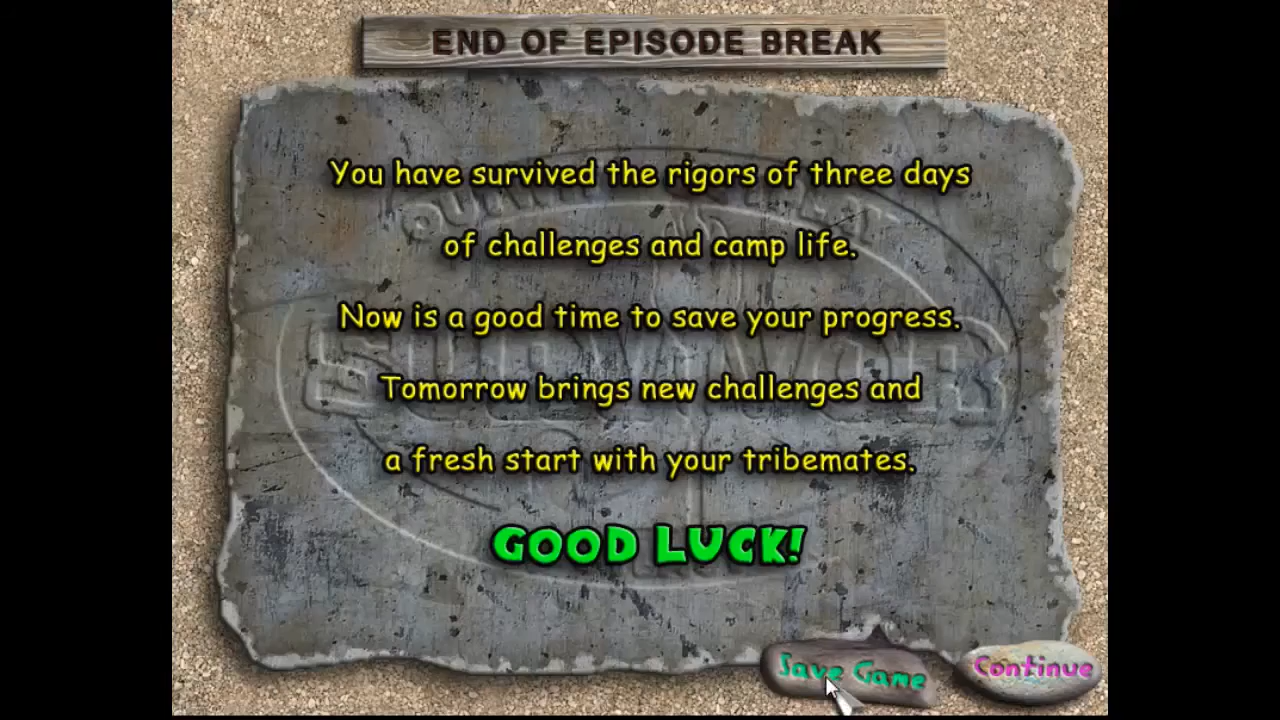 END OF EPISODE BREAK
You have survived the rigors of three days
of challenges and camp life.
Now is a good time to save your progress.
Tomorrow brings new challenges and
a fresh start with your tribemates.
GOOD LUCK!
SURVIVOR
Save Game
Continue